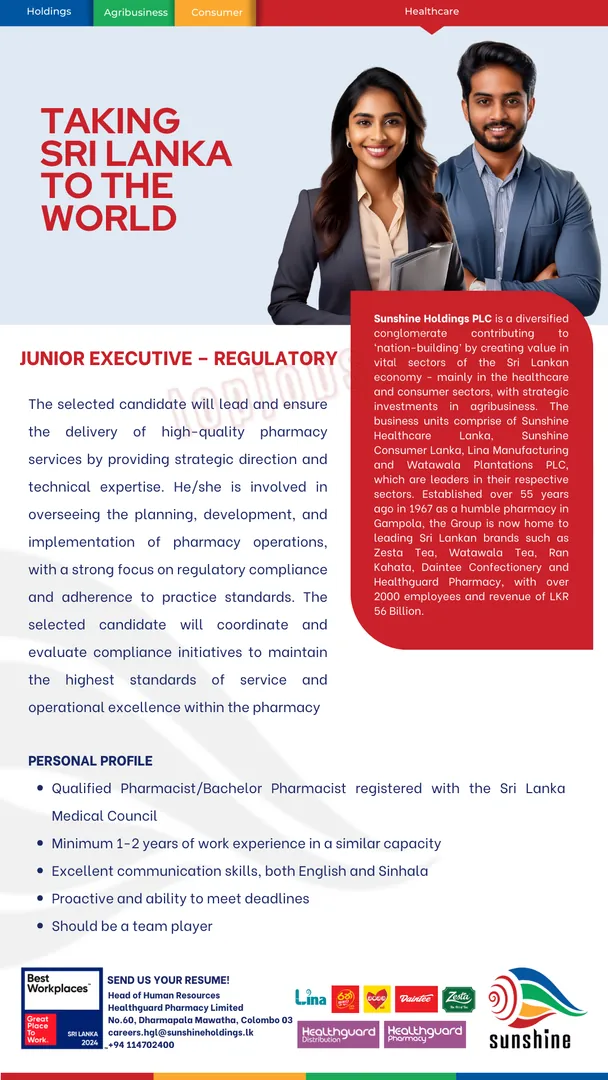 Holdings
Agribusiness
Consumer
Healthcare
TAKING
SRI LANKA
TO THE
WORLD
Sunshine Holdings PLC is a diversified
conglomerate contributing to
‘nation-building’ by creating value in
vital sectors of the Sri Lankan
economy - mainly in the healthcare
and consumer sectors, with strategic
investments in agribusiness. The
business units comprise of Sunshine
Healthcare Lanka, Sunshine
Consumer Lanka, Lina Manufacturing
and Watawala Plantations PLC,
which are leaders in their respective
sectors. Established over 55 years
ago in 1967 as a humble pharmacy in
Gampola, the Group is now home to
leading Sri Lankan brands such as
Zesta Tea, Watawala Tea, Ran
Kahata, Daintee Confectionery and
Healthguard Pharmacy, with over
2000 employees and revenue of LKR
56 Billion.
JUNIOR EXECUTIVE – REGULATORY
topjobs
The selected candidate will lead and ensure
the delivery of high-quality pharmacy
services by providing strategic direction and
technical expertise. He/she is involved in
overseeing the planning, development, and
implementation of pharmacy operations,
with a strong focus on regulatory compliance
and adherence to practice standards. The
selected candidate will coordinate and
evaluate compliance initiatives to maintain
the highest standards of service and
operational excellence within the pharmacy
PERSONAL PROFILE
• Qualified Pharmacist/Bachelor Pharmacist registered with the Sri Lanka
Medical Council
• Minimum 1-2 years of work experience in a similar capacity
• Excellent communication skills, both English and Sinhala
• Proactive and ability to meet deadlines
• Should be a team player
Best
Workplaces™
Great
Place
To
Work.
SRI LANKA
2024
SEND US YOUR RESUME!
Head of Human Resources
Healthguard Pharmacy Limited
No.60, Dharmapala Mawatha, Colombo 03
careers.hgl@sunshineholdings.lk
+94 114702400
Lina
Daintee
Zesta
Healthguard
Distribution
Healthguard
Pharmacy
sunshine